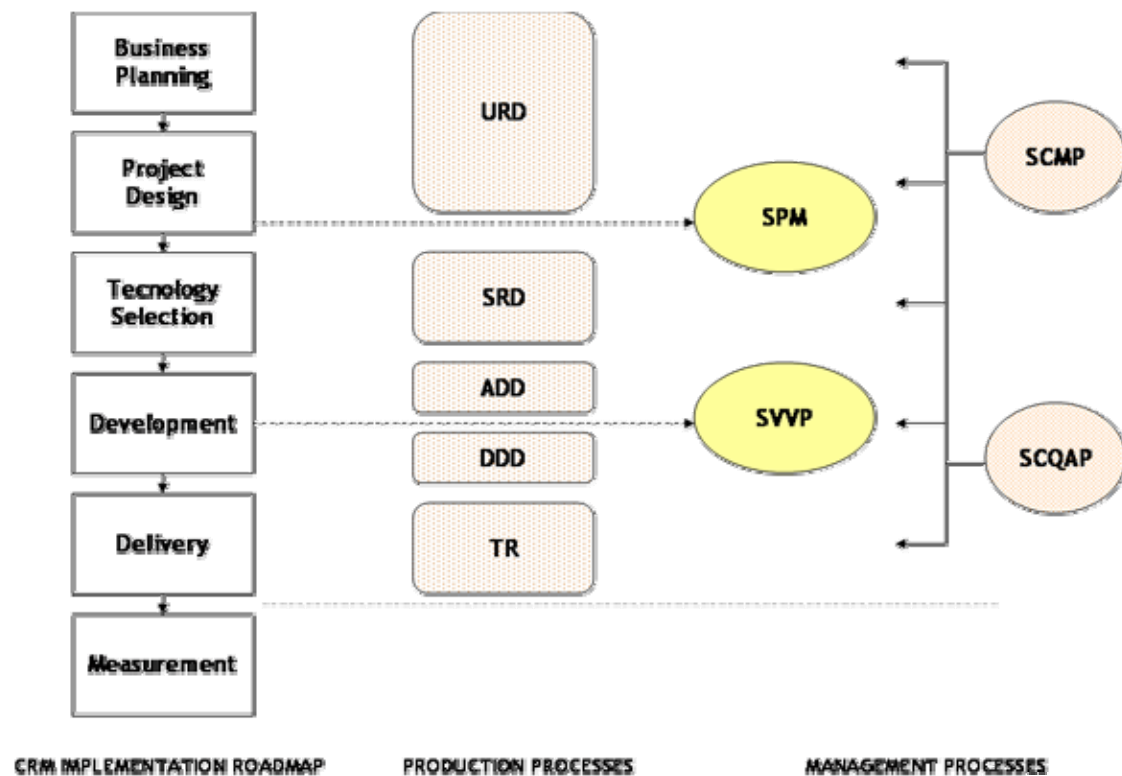 Business
Planning
Project
Design
Tecnology
Selection
Development
Delivery
Measurement
URD
SRD
ADD
DDD
TR
SPM
SVVP
SCMP
SCQAP
CRM IMPLEMENTATION ROADMAP
PRODUCTION PROCESSES
MANAGEMENT PROCESSES